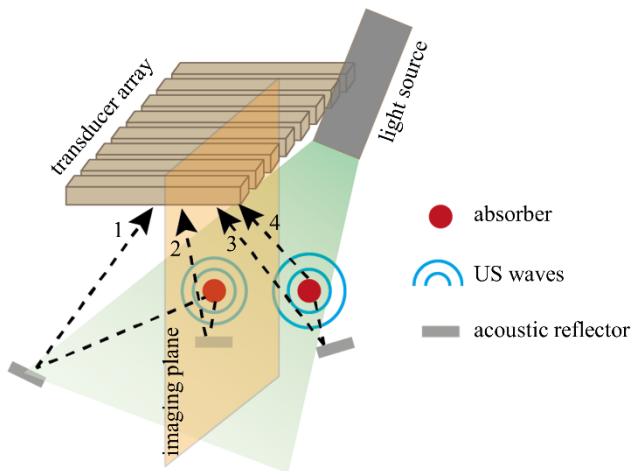 transducer array
light source
1
2
3
4
imaging plane
absorber
US waves
acoustic reflector